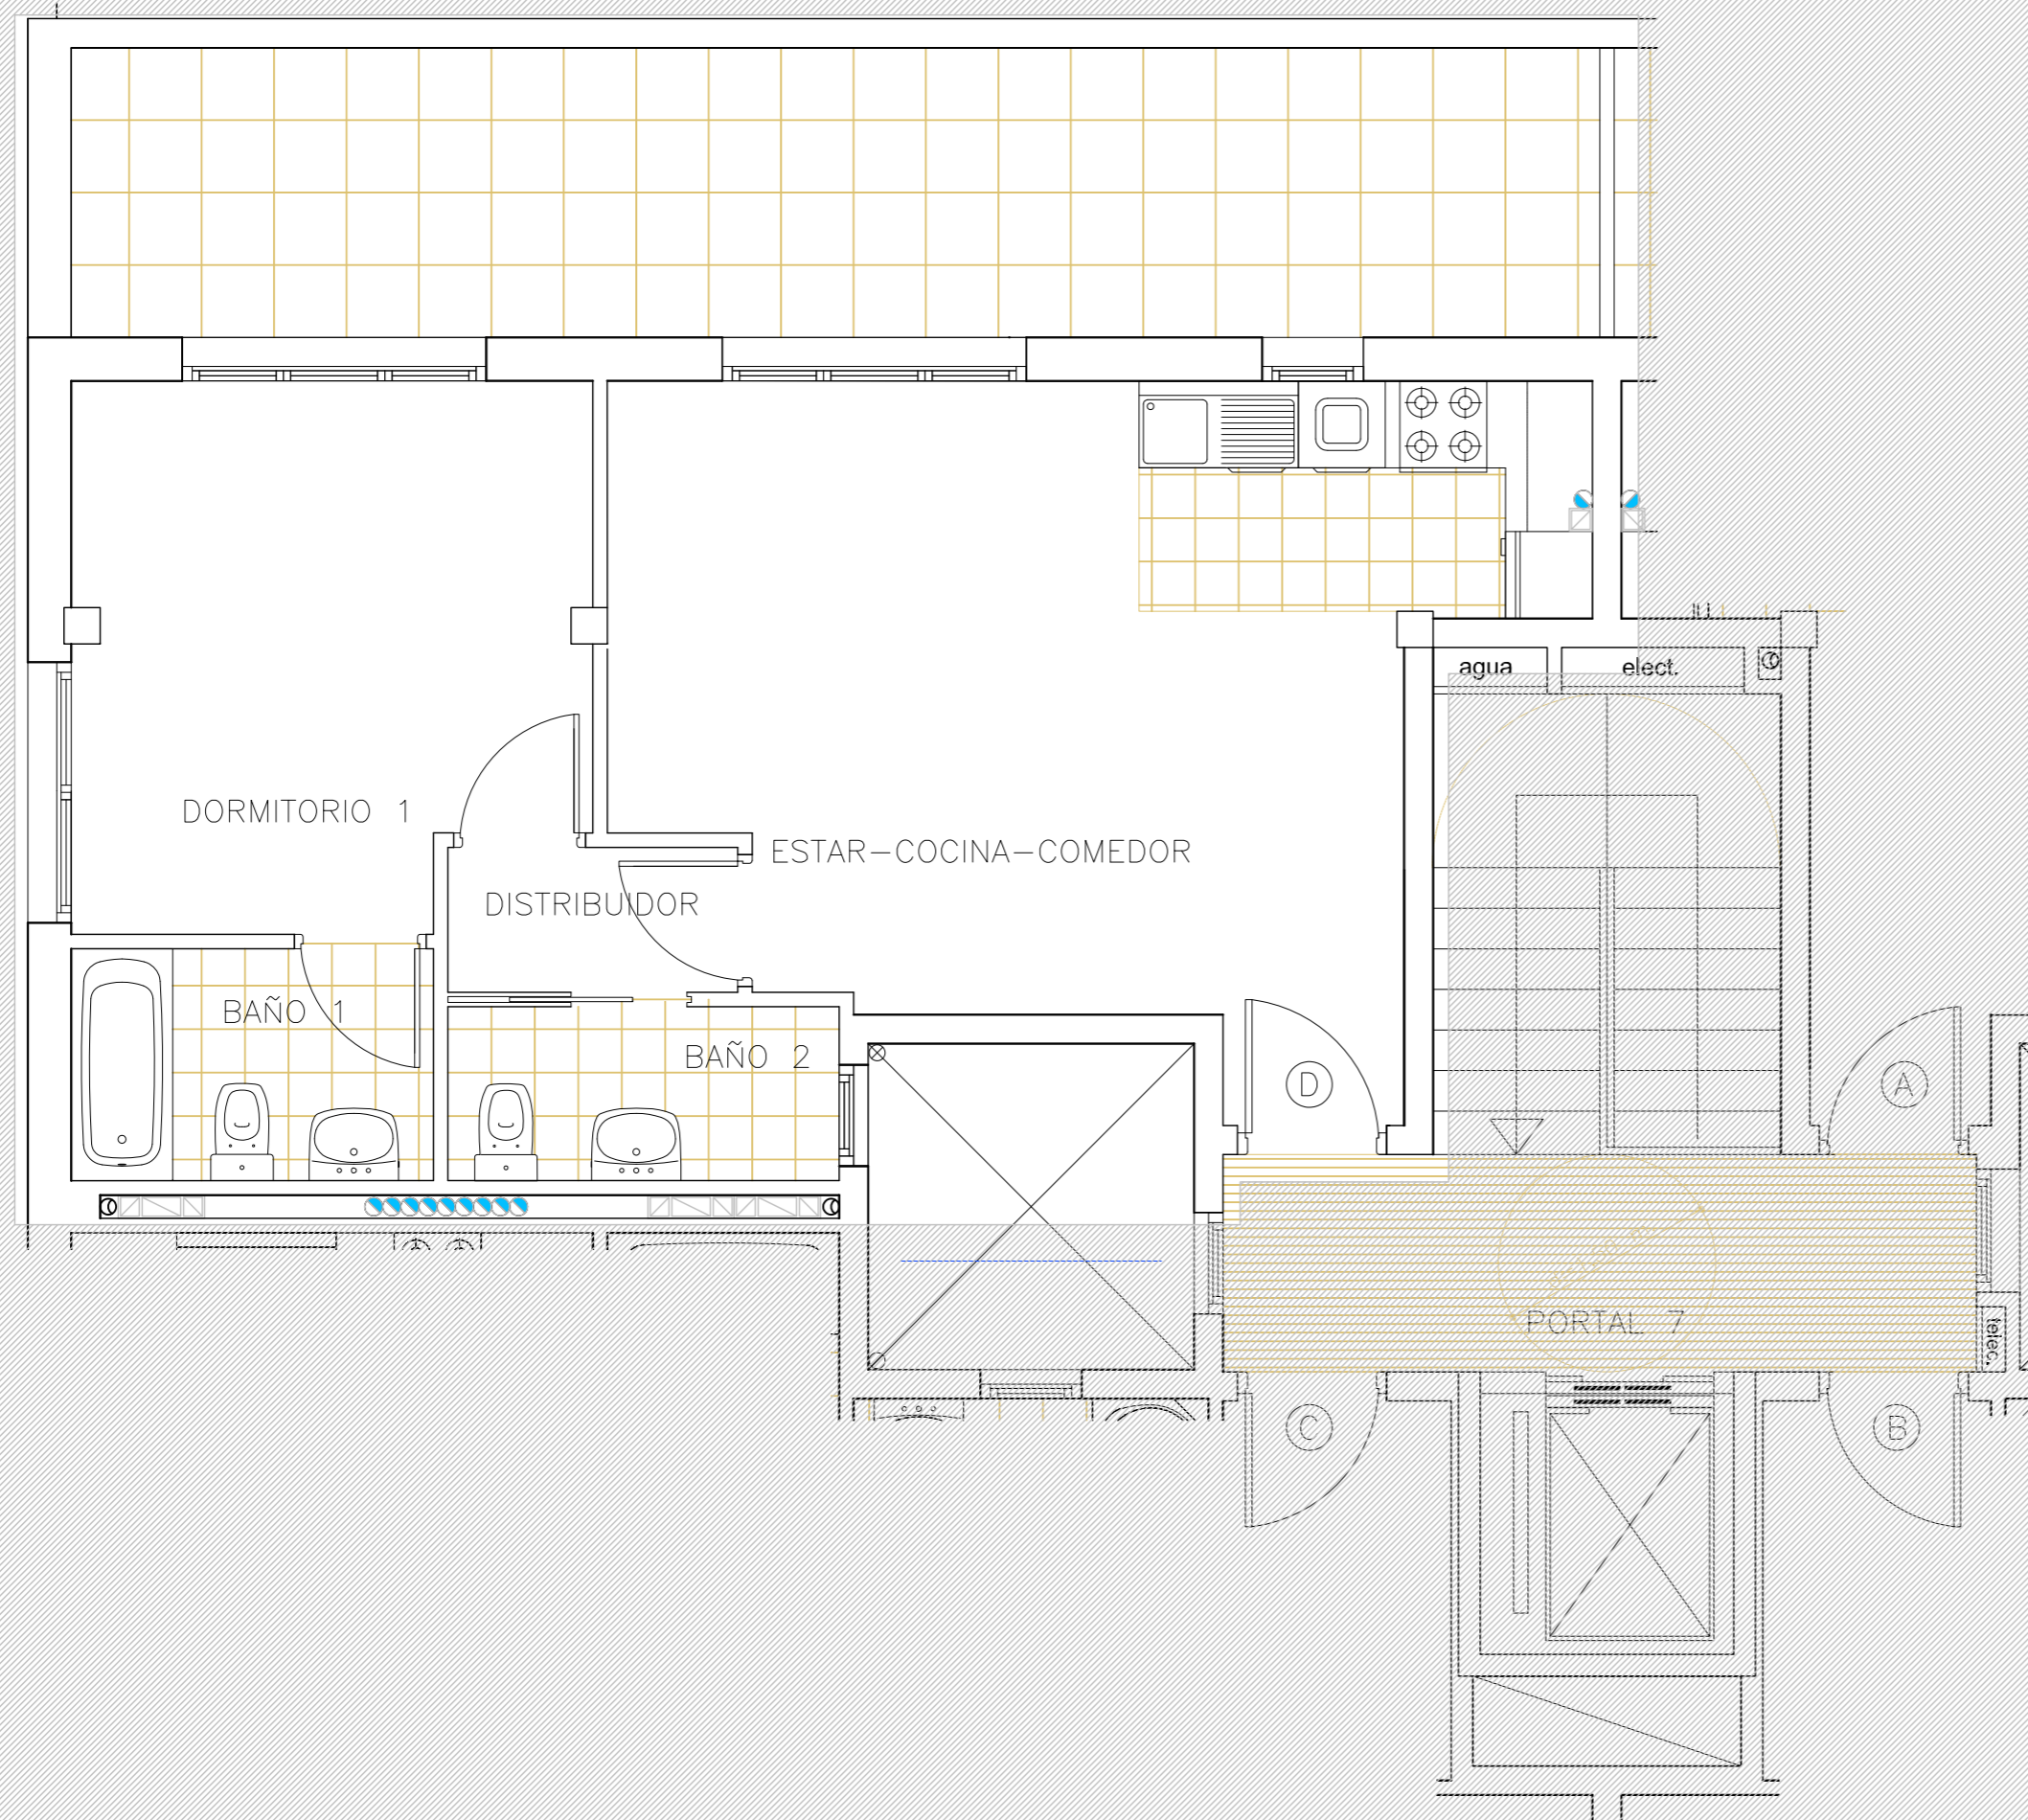 agua
elect.
DORMITORIO 1
ESTAR-COCINA-COMEDOR
DISTRIBUIDOR
BAÑO 1
BAÑO 2
D
A
PORTAL 7
telec.
C
B